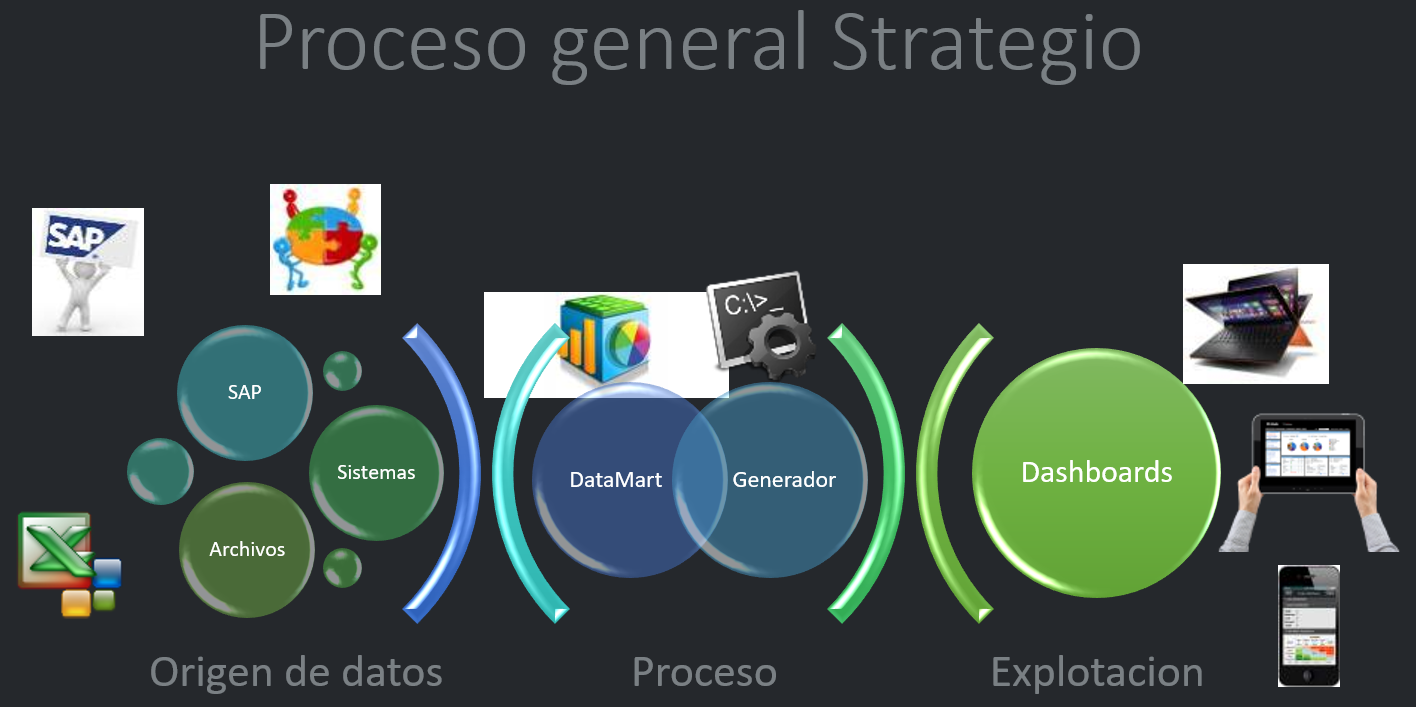 Proceso general Strategio
SAP
C:\>_
SAP
Sistemas
Archivos
DataMart
Generador
Dashboards
Origen de datos
Proceso
Explotacion